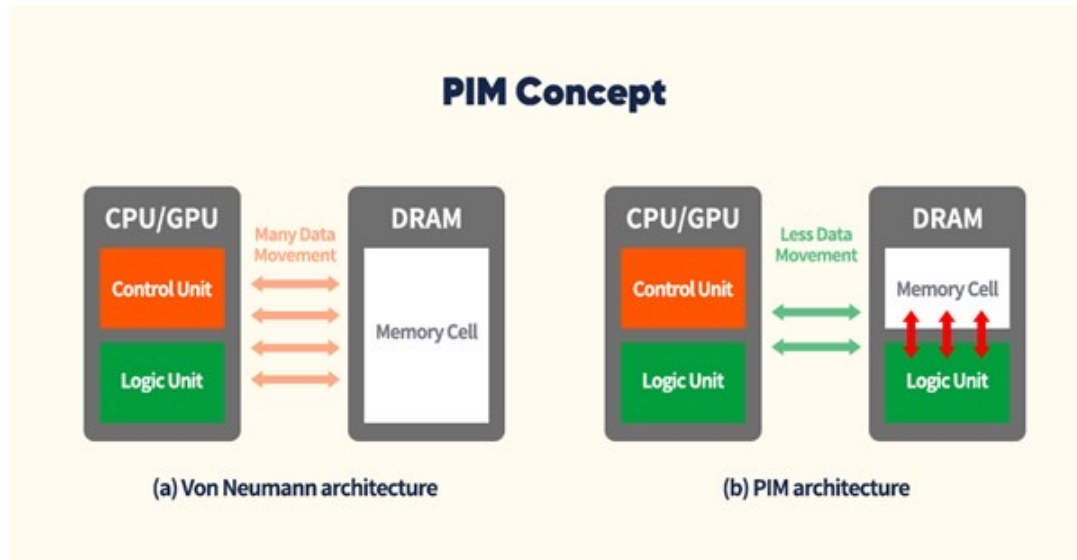 PIM Concept
CPU/GPU
Many Data
Movement
DRAM
Control Unit
Memory Cell
Logic Unit
(a) Von Neumann architecture
CPU/GPU
Less Data
Movement
DRAM
Control Unit
Memory Cell
Logic Unit
Logic Unit
(b) PIM architecture